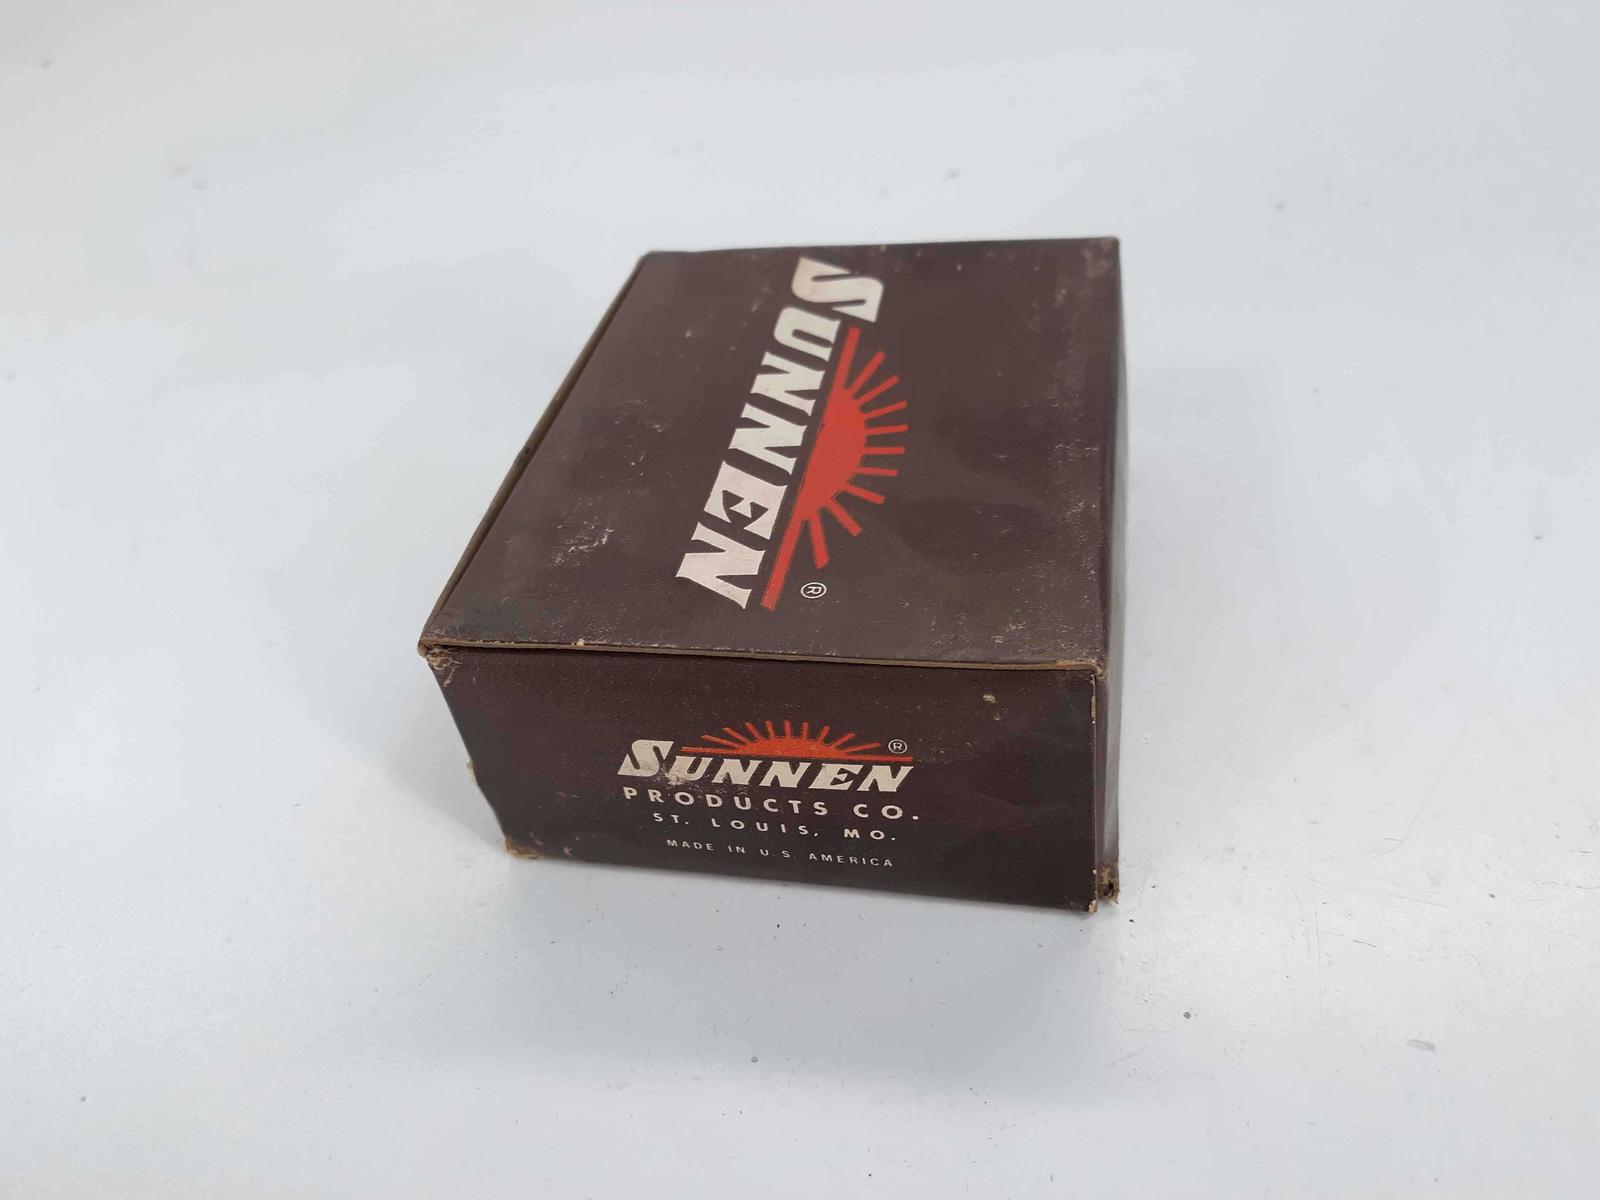 SUNNEN
®
SUNNEN ®
PRODUCTS CO.
ST. LOUIS, MO.
MADE IN U.S. AMERICA